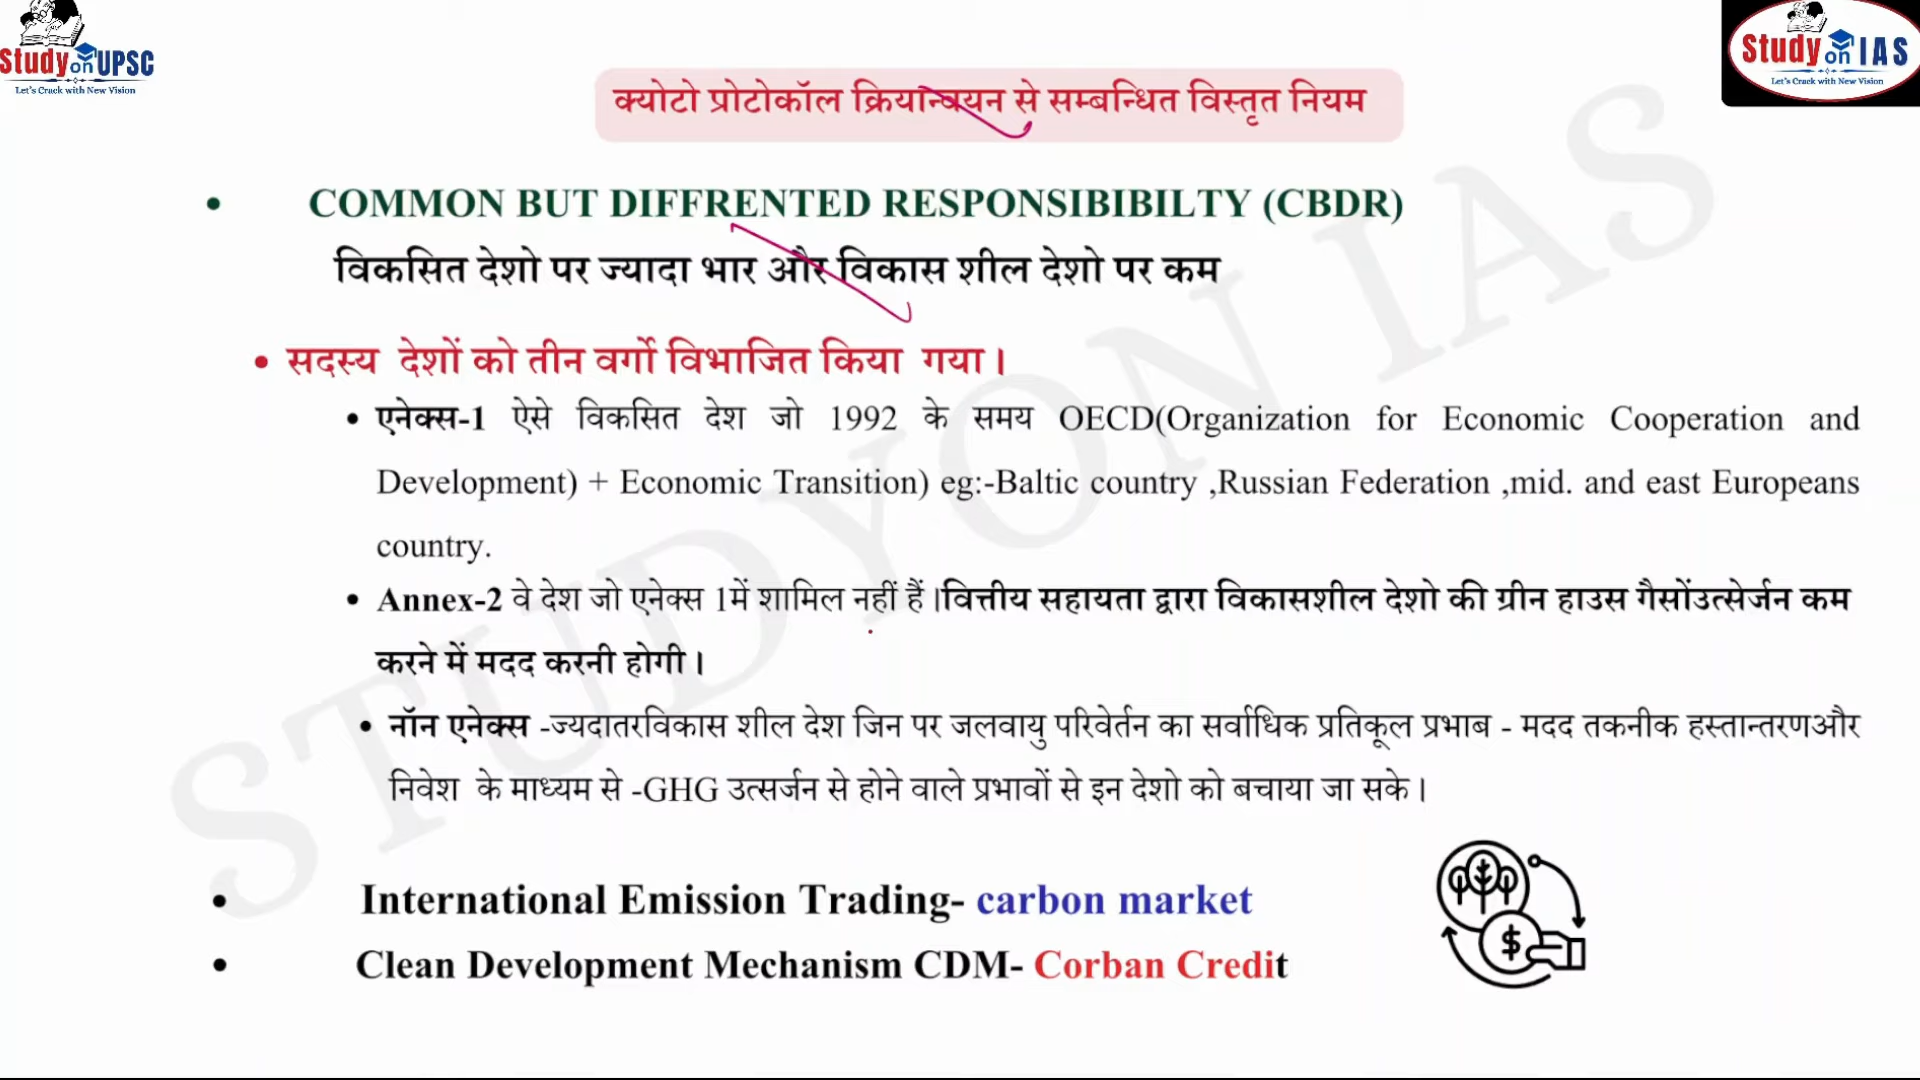 Study on UPSC
Let's Crack with New Vision
Study on IAS
Let's Crack with New Vision
क्योटो प्रोटोकॉल क्रियान्वयन से सम्बन्धित विस्तृत नियम
• COMMON BUT DIFFRENTED RESPONSIBIBILTY (CBDR)
विकसित देशो पर ज्यादा भार और विकास शील देशो पर कम
• सदस्य देशों को तीन वर्गो विभाजित किया गया।
• एनेक्स-1 ऐसे विकसित देश जो 1992 के समय OECD(Organization for Economic Cooperation and
Development) + Economic Transition) eg:-Baltic country ,Russian Federation ,mid. and east Europeans
country.
• Annex-2 वे देश जो एनेक्स 1में शामिल नहीं हैं।वित्तीय सहायता द्वारा विकासशील देशो की ग्रीन हाउस गैसोंउत्सेर्जन कम
करने में मदद करनी होगी।
• नॉन एनेक्स -ज्यदातरविकास शील देश जिन पर जलवायु परिवेर्तन का सर्वाधिक प्रतिकूल प्रभाब - मदद तकनीक हस्तान्तरणऔर
निवेश के माध्यम से -GHG उत्सर्जन से होने वाले प्रभावों से इन देशो को बचाया जा सके।
• International Emission Trading- carbon market
• Clean Development Mechanism CDM- Corban Credit
STUDYON IAS